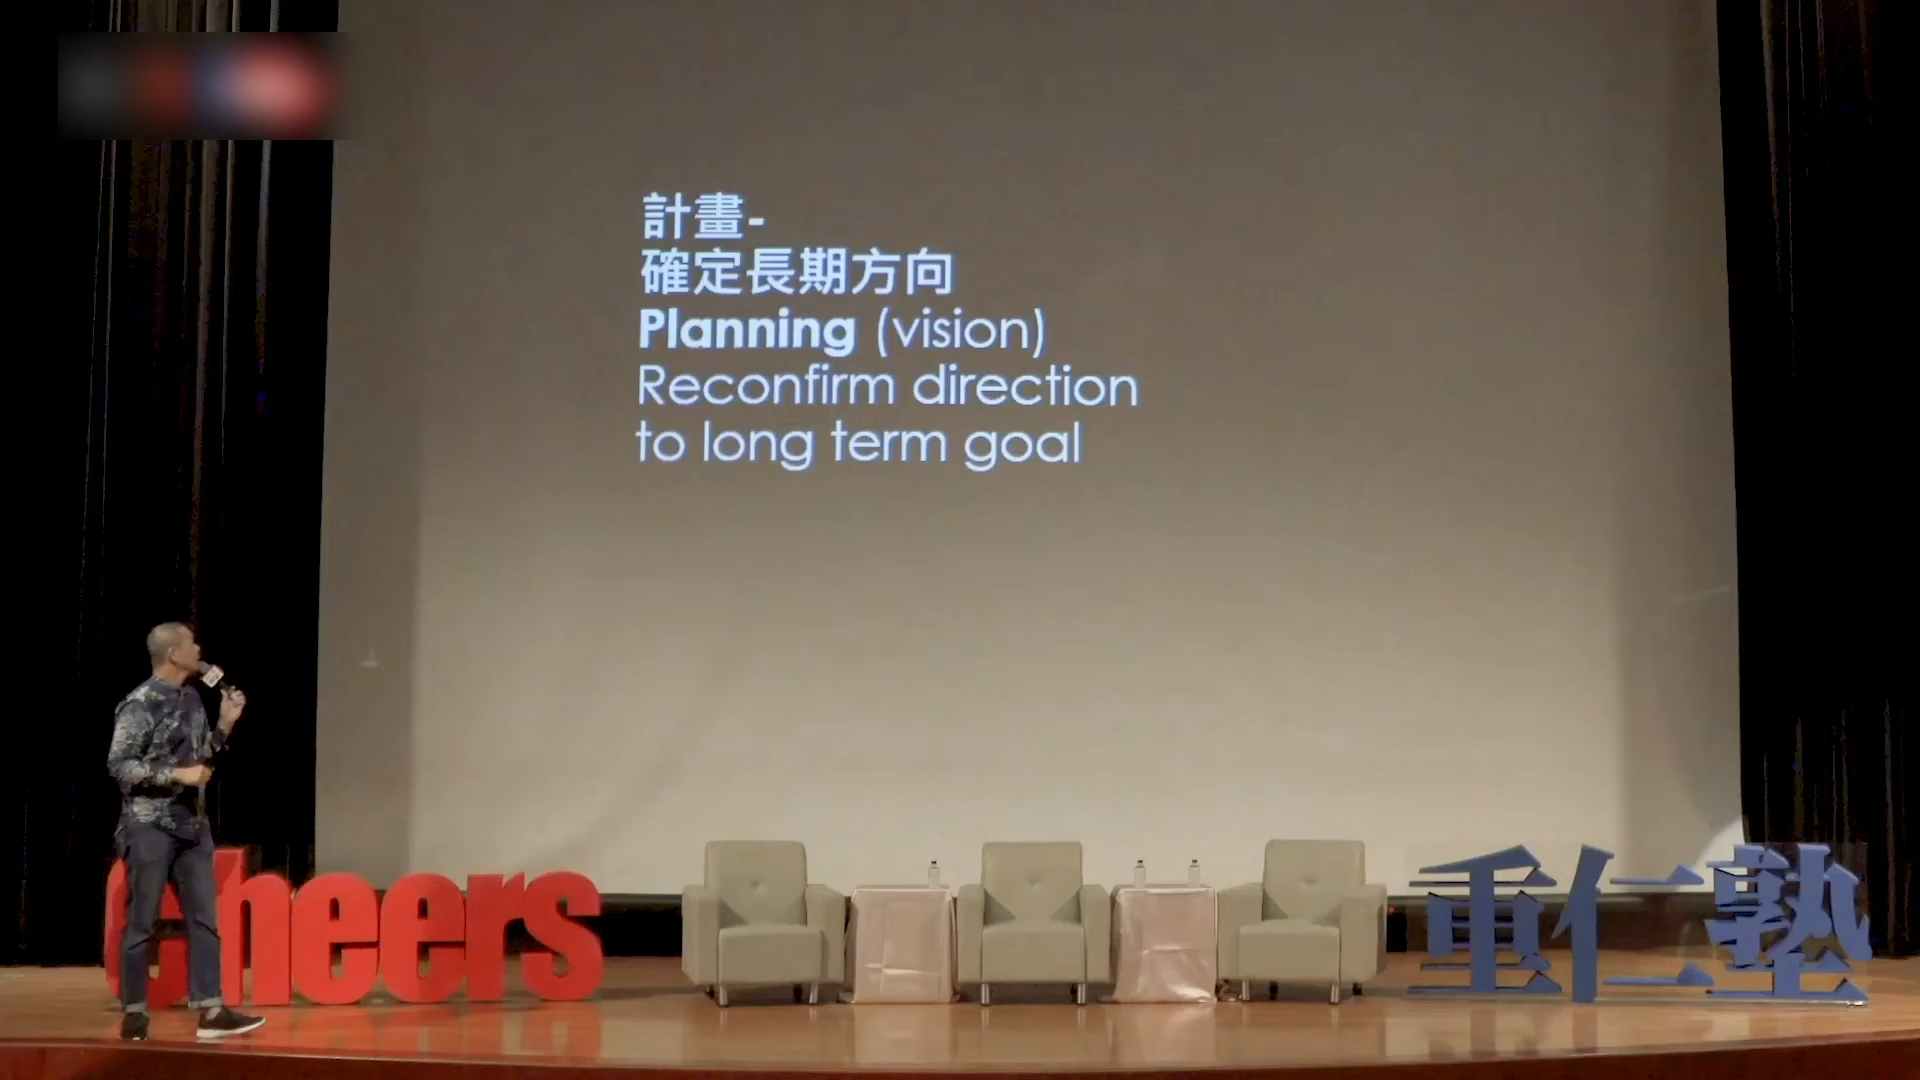 計畫-
確定長期方向
Planning (vision)
Reconfirm direction
to long term goal
Cheers
重仁塾